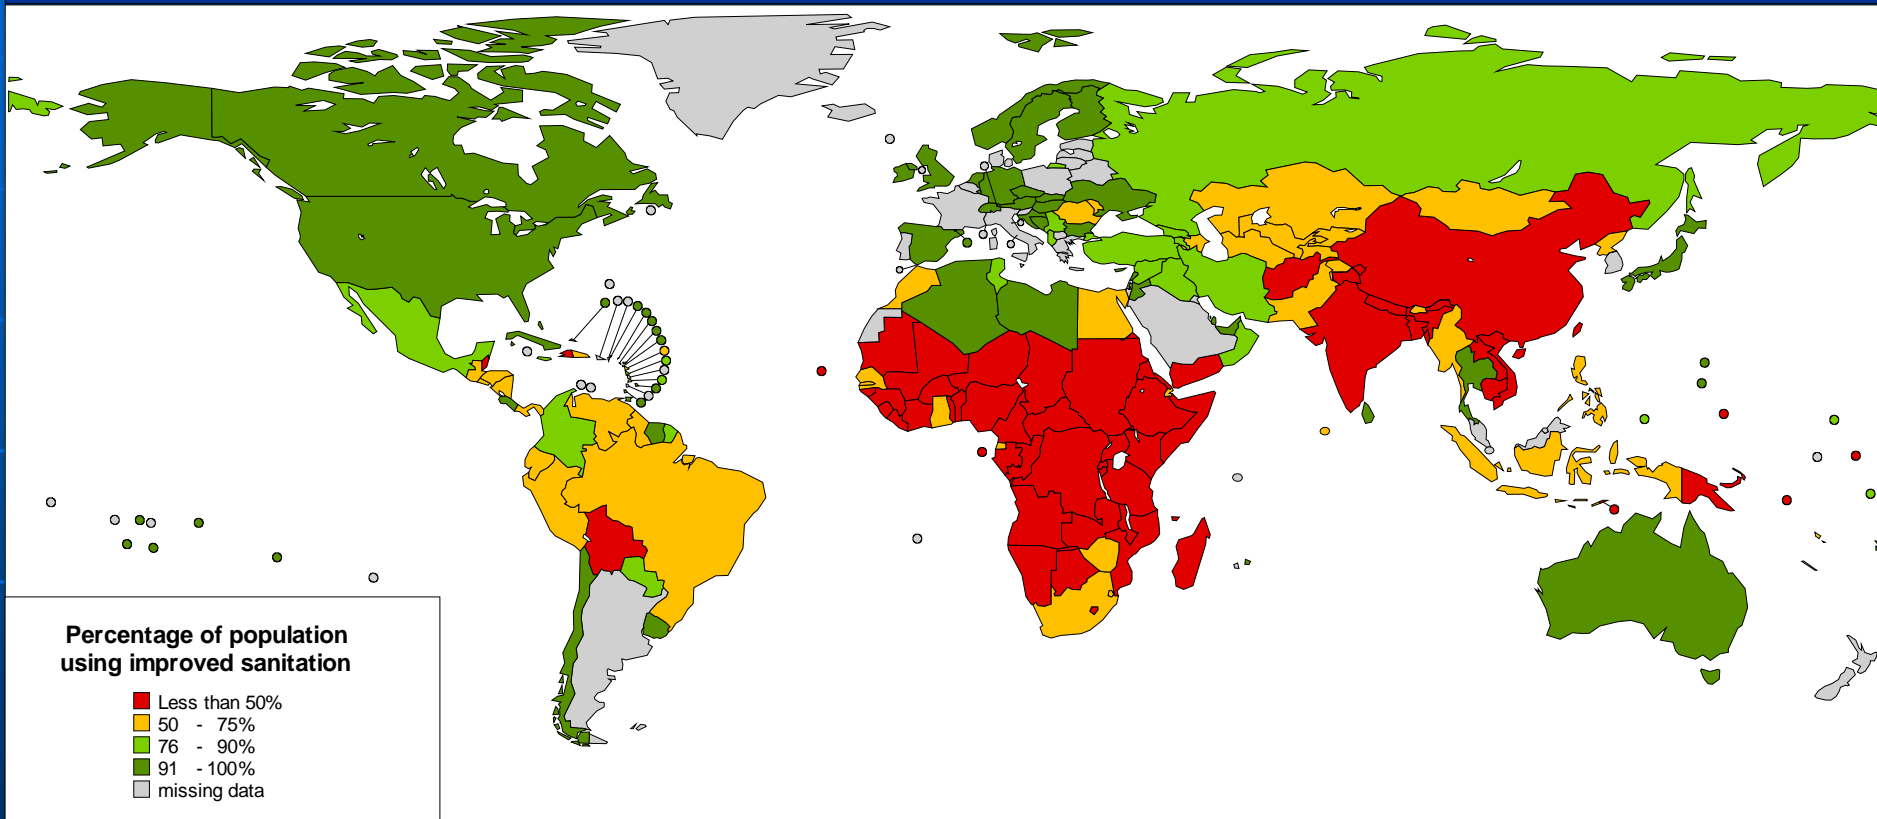 Percentage of population
using improved sanitation
Less than 50%
50 - 75%
76 - 90%
91 - 100%
missing data